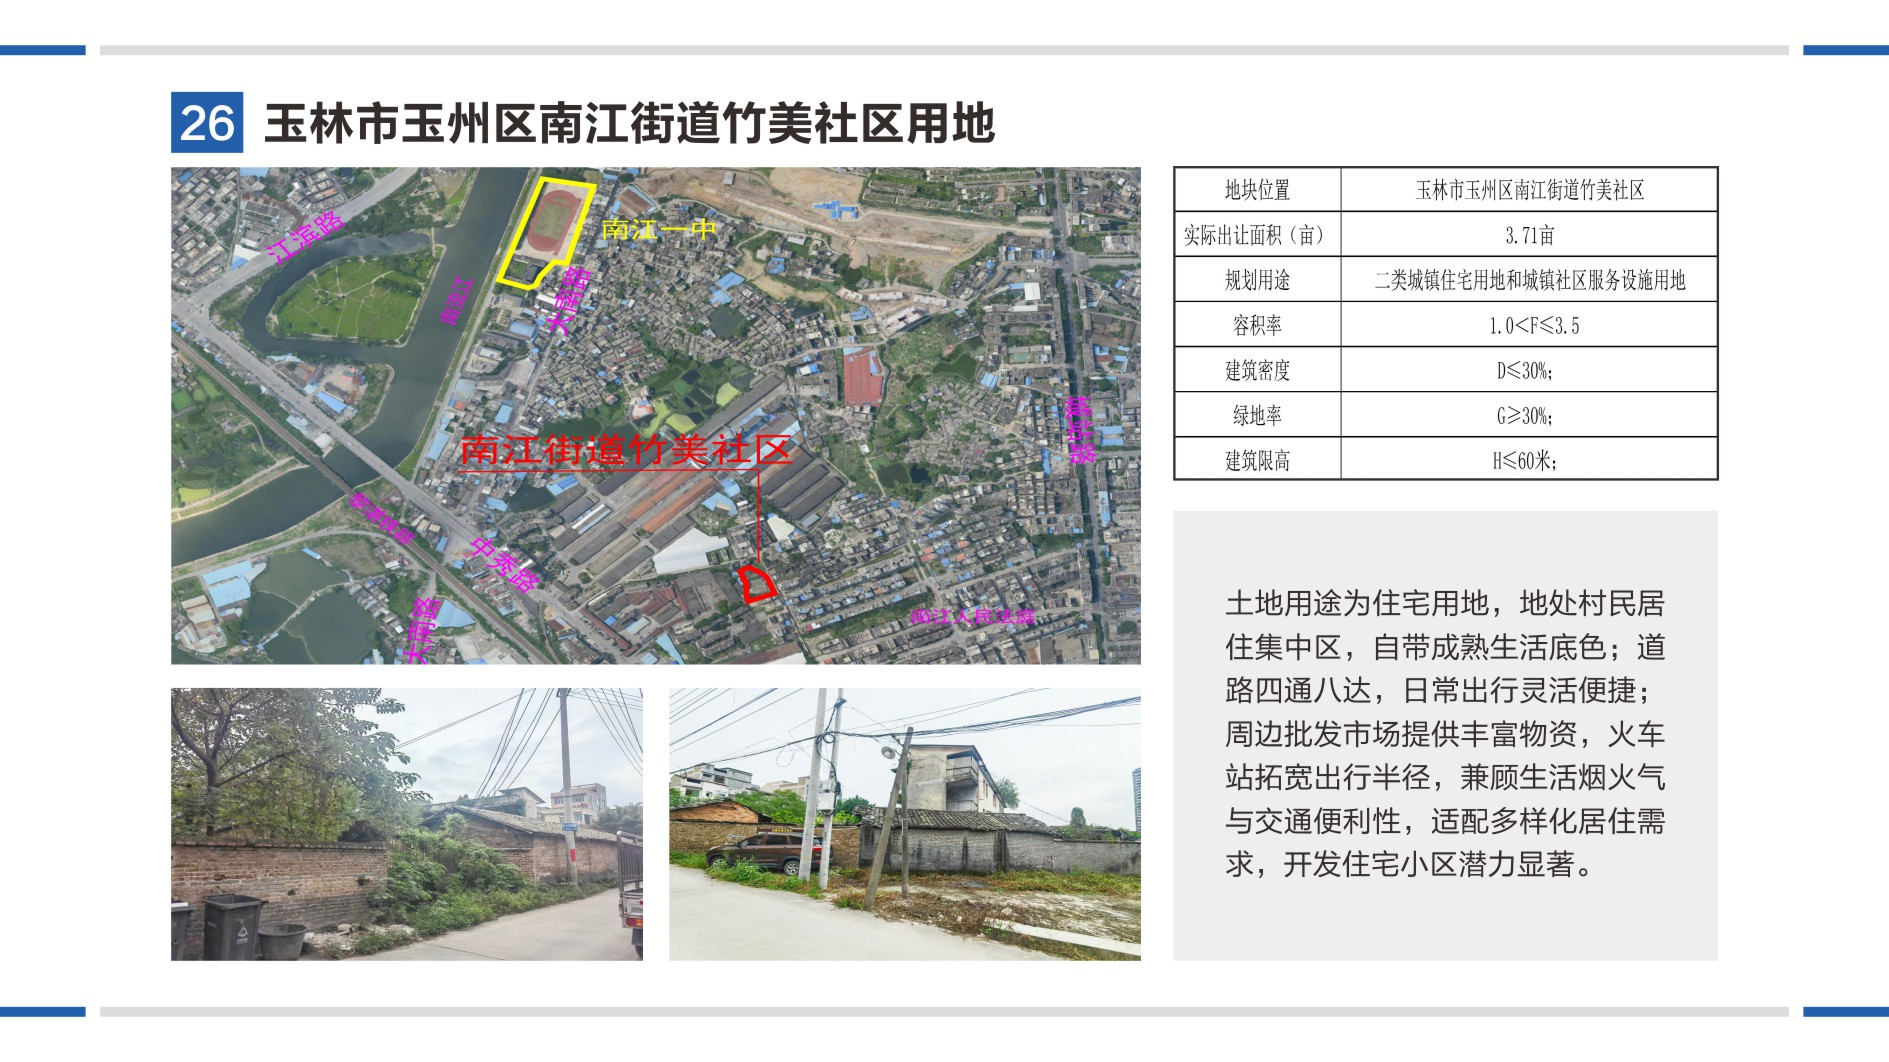 26 玉林市玉州区南江街道竹美社区用地
江滨路
南流江
南江一中
大南路
南江街道竹美社区
城站路
中秀路
大南路
南江人民法庭
地块位置 玉林市玉州区南江街道竹美社区
实际出让面积（亩） 3.71亩
规划用途 二类城镇住宅用地和城镇社区服务设施用地
容积率 1.0<F≤3.5
建筑密度 D≤30%;
绿地率 G≥30%;
建筑限高 H≤60米;
土地用途为住宅用地，地处村民居
住集中区，自带成熟生活底色；道
路四通八达，日常出行灵活便捷；
周边批发市场提供丰富物资，火车
站拓宽出行半径，兼顾生活烟火气
与交通便利性，适配多样化居住需
求，开发住宅小区潜力显著。